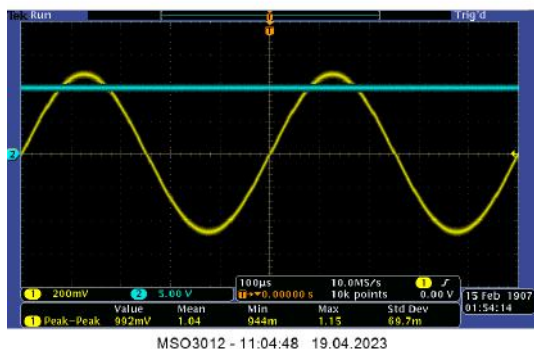 Tek Run Trig'd
T
T
2
1 200mV 2 5.00 V
100µs 10.0MS/s 1 ∫
T→▾0.00000 s 10k points 0.00 V
Value Mean Min Max Std Dev
1 Peak-Peak 992mV 1.04 944m 1.15 69.7m
15 Feb 1907
01:54:14
MSO3012 - 11:04:48 19.04.2023